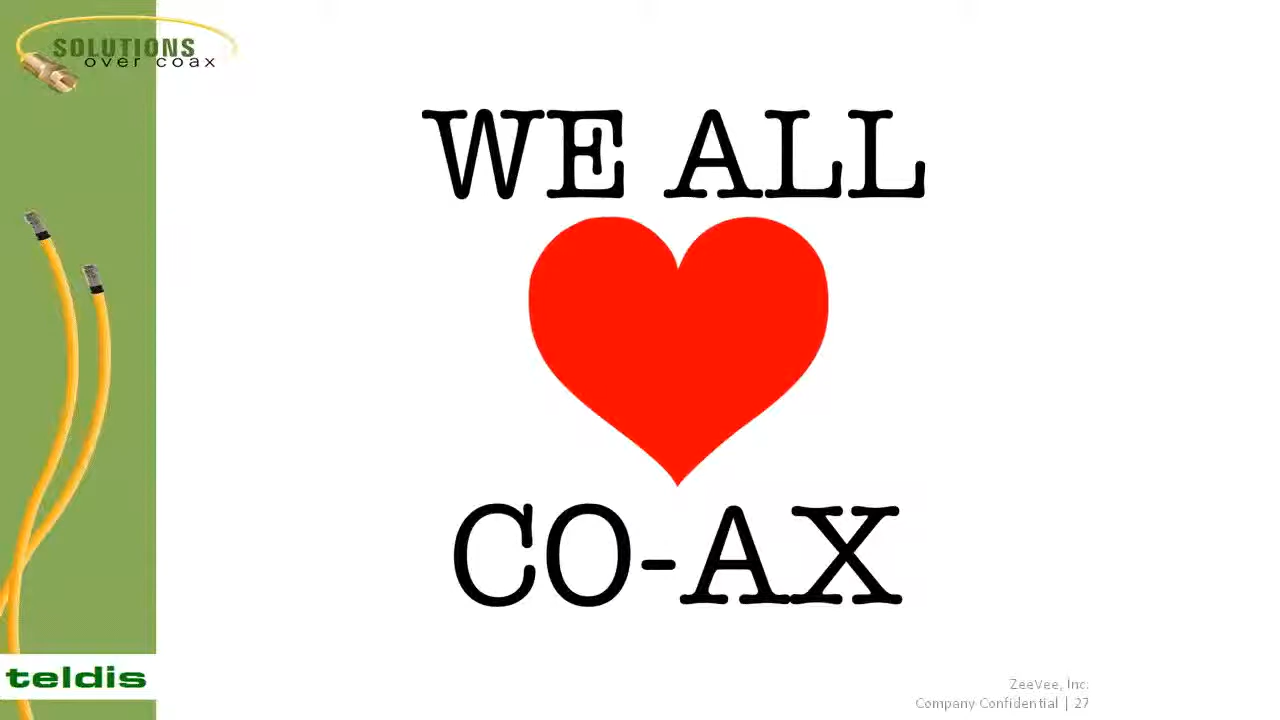 SOLUTIONS
over coax
WE ALL
CO-AX
teldis
ZeeVee, Inc.
Company Confidential | 27